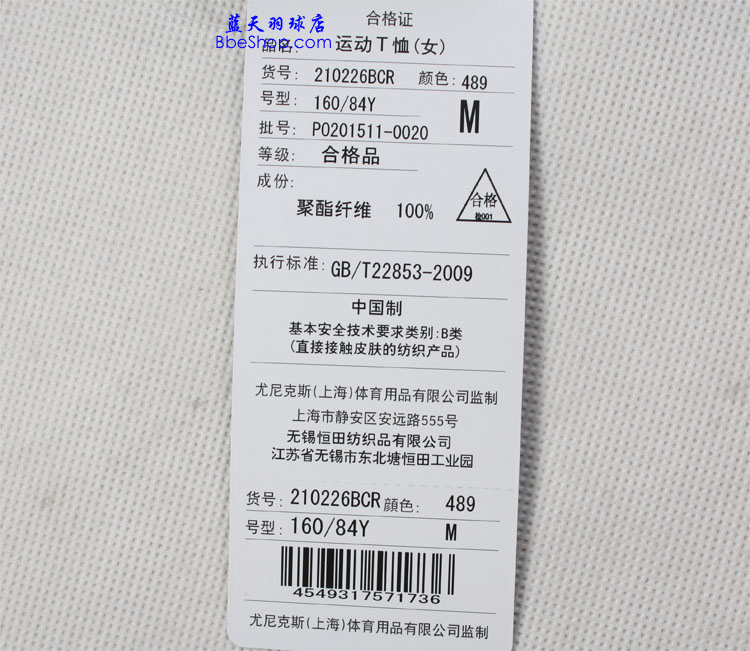 蓝天羽球店
BbeShop.com
合格证
品名: 运动T恤(女)
货号: 210226BCR 颜色: 489
号型: 160/84Y M
批号: P0201511-0020
等级: 合格品
成份:
聚酯纤维 100%
合格
检001
执行标准: GB/T22853-2009
中国制
基本安全技术要求类别:B类
(直接接触皮肤的纺织产品)
尤尼克斯(上海)体育用品有限公司监制
上海市静安区安远路555号
无锡恒田纺织品有限公司
江苏省无锡市东北塘恒田工业园
货号: 210226BCR 顔色: 489
号型: 160/84Y M
4549317571736
尤尼克斯(上海)体育用品有限公司监制